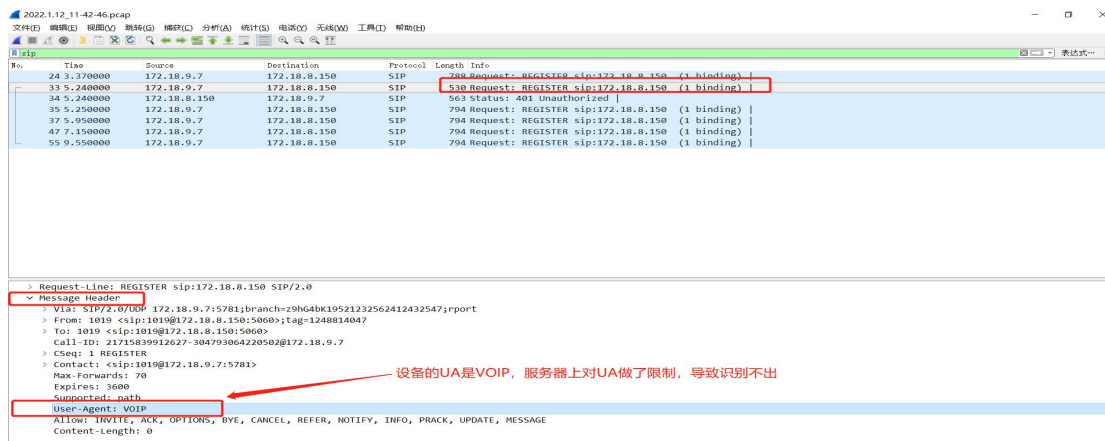 2022.1.12_11-42-46.pcap
文件(F) 编辑(E) 视图(V) 跳转(G) 捕获(C) 分析(A) 统计(S) 电话(Y) 无线(W) 工具(T) 帮助(H)
sip 表达式…
No. Time Source Destination Protocol Length Info
24 3.370000 172.18.9.7 172.18.8.150 SIP 788 Request: REGISTER sip:172.18.8.150 (1 binding) |
33 5.240000 172.18.9.7 172.18.8.150 SIP 530 Request: REGISTER sip:172.18.8.150 (1 binding) |
34 5.240000 172.18.8.150 172.18.9.7 SIP 563 Status: 401 Unauthorized |
35 5.250000 172.18.9.7 172.18.8.150 SIP 794 Request: REGISTER sip:172.18.8.150 (1 binding) |
37 5.950000 172.18.9.7 172.18.8.150 SIP 794 Request: REGISTER sip:172.18.8.150 (1 binding) |
47 7.150000 172.18.9.7 172.18.8.150 SIP 794 Request: REGISTER sip:172.18.8.150 (1 binding) |
55 9.550000 172.18.9.7 172.18.8.150 SIP 794 Request: REGISTER sip:172.18.8.150 (1 binding) |
Request-Line: REGISTER sip:172.18.8.150 SIP/2.0
Message Header
Via: SIP/2.0/UDP 172.18.9.7:5781;branch=z9hG4bK19521232562412432547;rport
From: 1019 <sip:1019@172.18.8.150:5060>;tag=1248814047
To: 1019 <sip:1019@172.18.8.150:5060>
Call-ID: 21715839912627-304793064220502@172.18.9.7
CSeq: 1 REGISTER
Contact: <sip:1019@172.18.9.7:5781>
Max-Forwards: 70
设备的UA是VOIP，服务器上对UA做了限制，导致识别不出
Expires: 3600
Supported: path
User-Agent: VOIP
Allow: INVITE, ACK, OPTIONS, BYE, CANCEL, REFER, NOTIFY, INFO, PRACK, UPDATE, MESSAGE
Content-Length: 0